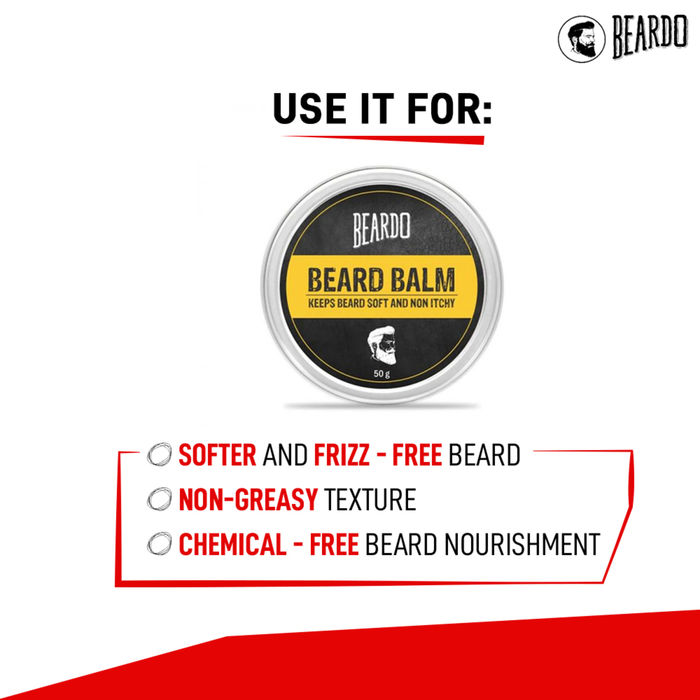 BEARDO
USE IT FOR:
BEARDO
BEARD BALM
KEEPS BEARD SOFT AND NON ITCHY
50 g
SOFTER AND FRIZZ - FREE BEARD
NON-GREASY TEXTURE
CHEMICAL - FREE BEARD NOURISHMENT